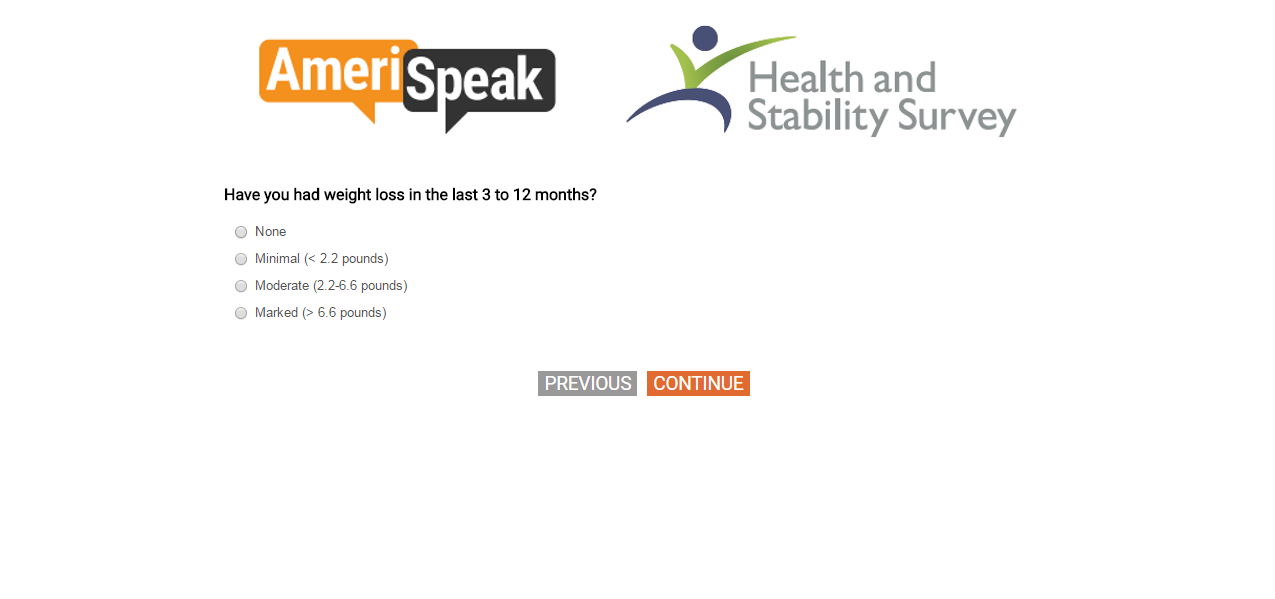 AmeriSpeak
Health and
Stability Survey
Have you had weight loss in the last 3 to 12 months?
None
Minimal (< 2.2 pounds)
Moderate (2.2-6.6 pounds)
Marked (> 6.6 pounds)
PREVIOUS CONTINUE